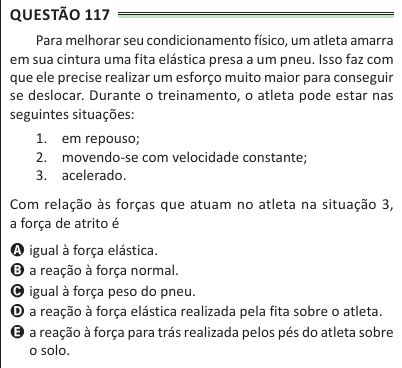 QUESTÃO 117
Para melhorar seu condicionamento físico, um atleta amarra
em sua cintura uma fita elástica presa a um pneu. Isso faz com
que ele precise realizar um esforço muito maior para conseguir
se deslocar. Durante o treinamento, o atleta pode estar nas
seguintes situações:
1. em repouso;
2. movendo-se com velocidade constante;
3. acelerado.
Com relação às forças que atuam no atleta na situação 3,
a força de atrito é
A igual à força elástica.
B a reação à força normal.
C igual à força peso do pneu.
D a reação à força elástica realizada pela fita sobre o atleta.
E a reação à força para trás realizada pelos pés do atleta sobre
o solo.